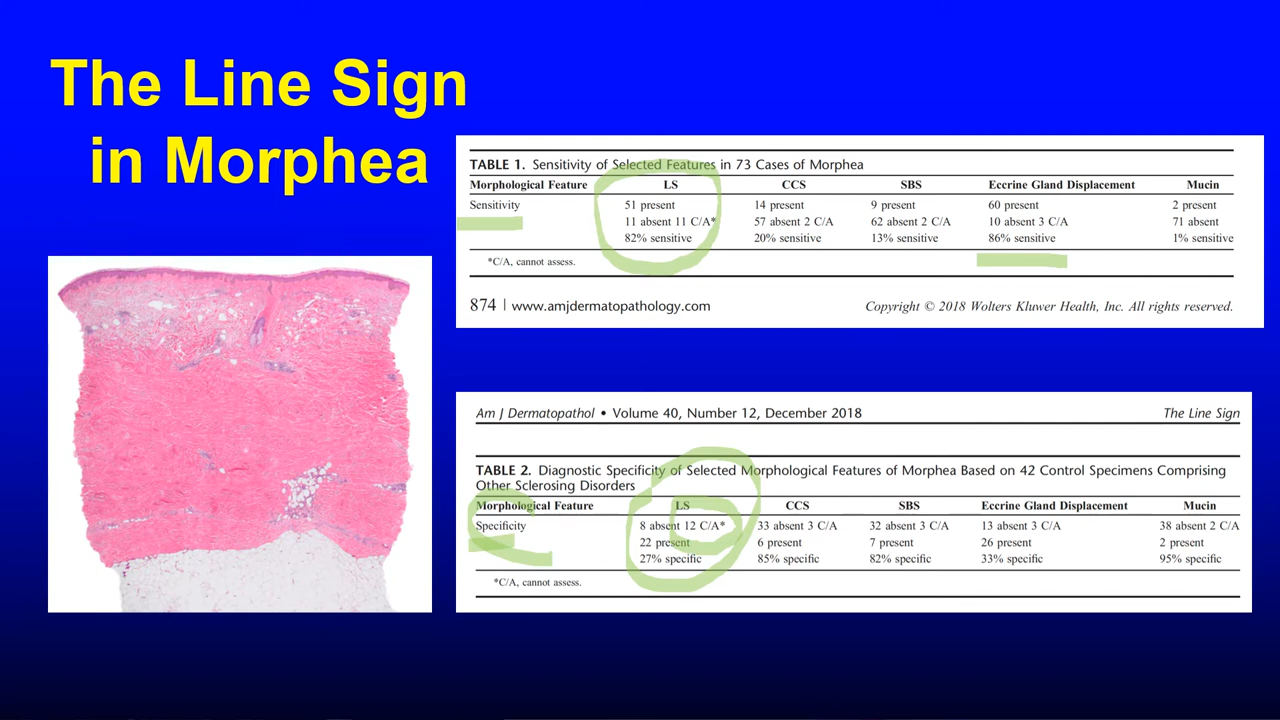 The Line Sign
in Morphea
TABLE 1. Sensitivity of Selected Features in 73 Cases of Morphea
Morphological Feature LS CCS SBS Eccrine Gland Displacement Mucin
Sensitivity 51 present 14 present 9 present 60 present 2 present
11 absent 11 C/A* 57 absent 2 C/A 62 absent 2 C/A 10 absent 3 C/A 71 absent
82% sensitive 20% sensitive 13% sensitive 86% sensitive 1% sensitive
*C/A, cannot assess.
874 | www.amjdermatopathology.com Copyright © 2018 Wolters Kluwer Health, Inc. All rights reserved.
Am J Dermatopathol • Volume 40, Number 12, December 2018 The Line Sign
TABLE 2. Diagnostic Specificity of Selected Morphological Features of Morphea Based on 42 Control Specimens Comprising
Other Sclerosing Disorders
Morphological Feature LS CCS SBS Eccrine Gland Displacement Mucin
Specificity 8 absent 12 C/A* 33 absent 3 C/A 32 absent 3 C/A 13 absent 3 C/A 38 absent 2 C/A
22 present 6 present 7 present 26 present 2 present
27% specific 85% specific 82% specific 33% specific 95% specific
*C/A, cannot assess.